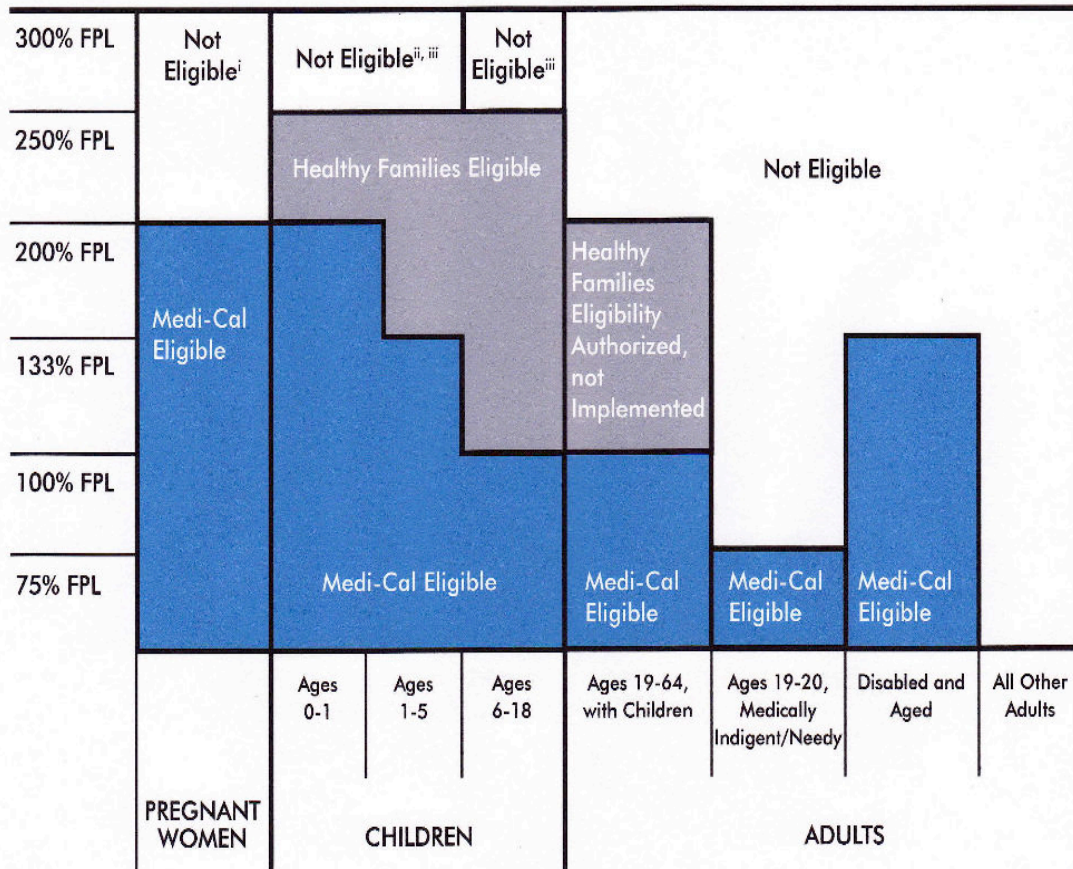 300% FPL
250% FPL
200% FPL
133% FPL
100% FPL
75% FPL
Not
Eligibleⁱ
Not Eligibleⁱⁱ, ⁱⁱⁱ
Not
Eligibleⁱⁱⁱ
Healthy Families Eligible
Not Eligible
Medi-Cal
Eligible
Healthy
Families
Eligibility
Authorized,
not
Implemented
Medi-Cal Eligible
Medi-Cal
Eligible
Medi-Cal
Eligible
Medi-Cal
Eligible
Ages
0-1
Ages
1-5
Ages
6-18
Ages 19-64,
with Children
Ages 19-20,
Medically
Indigent/Needy
Disabled and
Aged
All Other
Adults
PREGNANT
WOMEN
CHILDREN
ADULTS